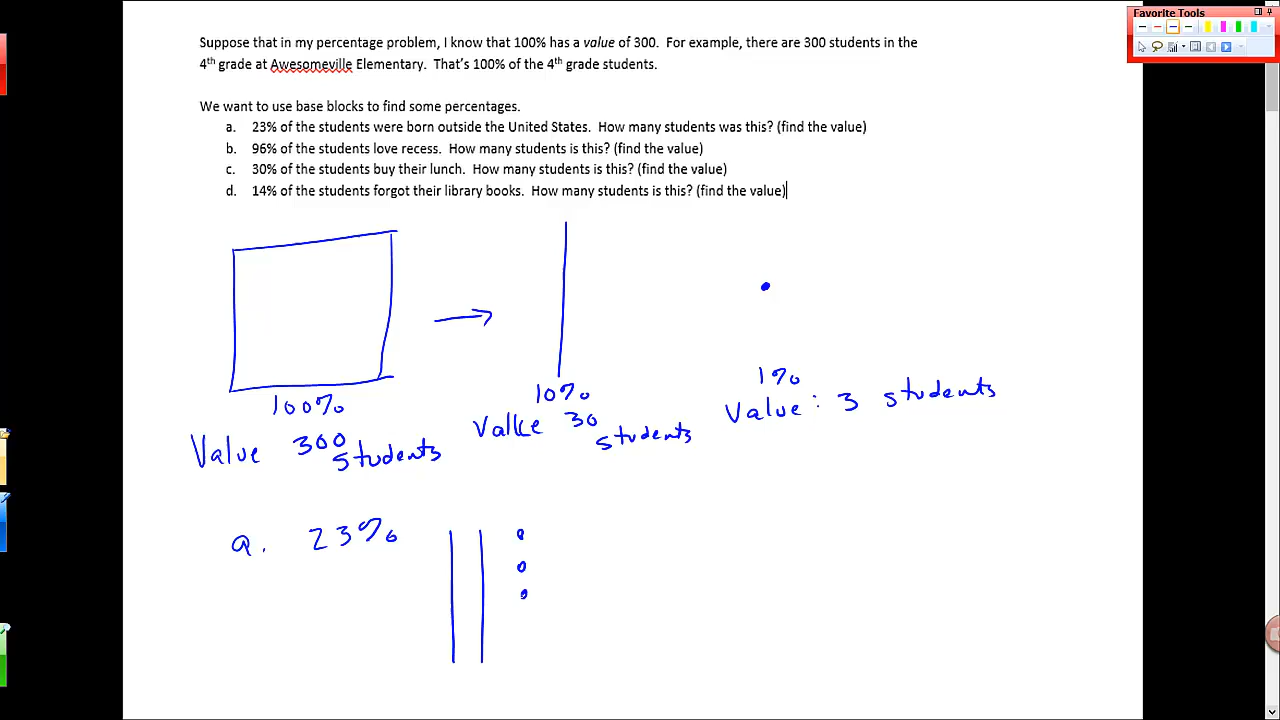 Favorite Tools
Suppose that in my percentage problem, I know that 100% has a value of 300. For example, there are 300 students in the
4th grade at Awesomeville Elementary. That's 100% of the 4th grade students.
We want to use base blocks to find some percentages.
a. 23% of the students were born outside the United States. How many students was this? (find the value)
b. 96% of the students love recess. How many students is this? (find the value)
c. 30% of the students buy their lunch. How many students is this? (find the value)
d. 14% of the students forgot their library books. How many students is this? (find the value)
100%
Value 300
students
10%
Value 30
students
1%
Value: 3 students
a. 23%